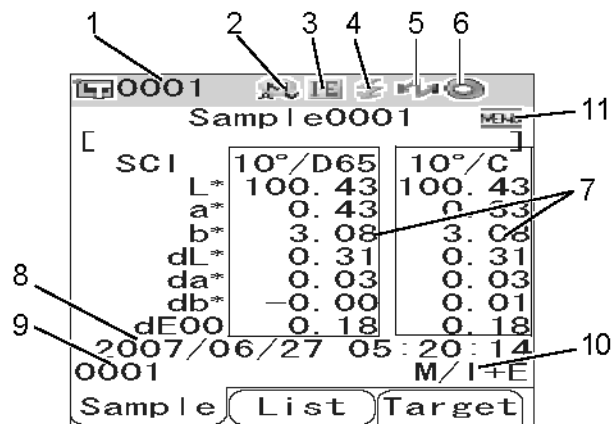 1 2 3 4 5 6
0001
Sample0001 MENU 11
[ ]
SCI 10°/D65 10°/C
L* 100.43 100.43
a* 0.43 0.33
b* 3.08 3.08 7
dL* 0.31 0.31
da* 0.03 0.03
db* -0.00 0.01
dE00 0.18 0.18
8 2007/06/27 05:20:14
9 0001 M/I+E 10
Sample List Target